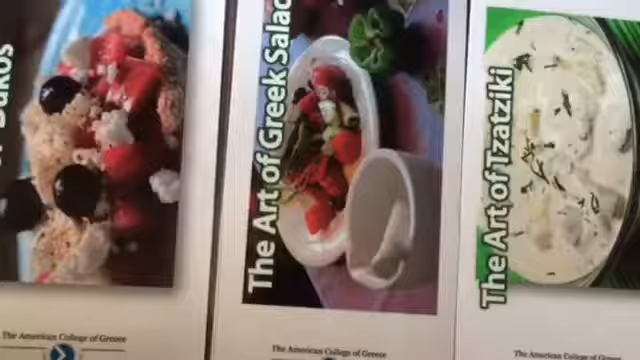 Dakos
The American College of Greece
The Art of Greek Salad
The American College of Greece
The Art of Tzatziki
The American College of Greece